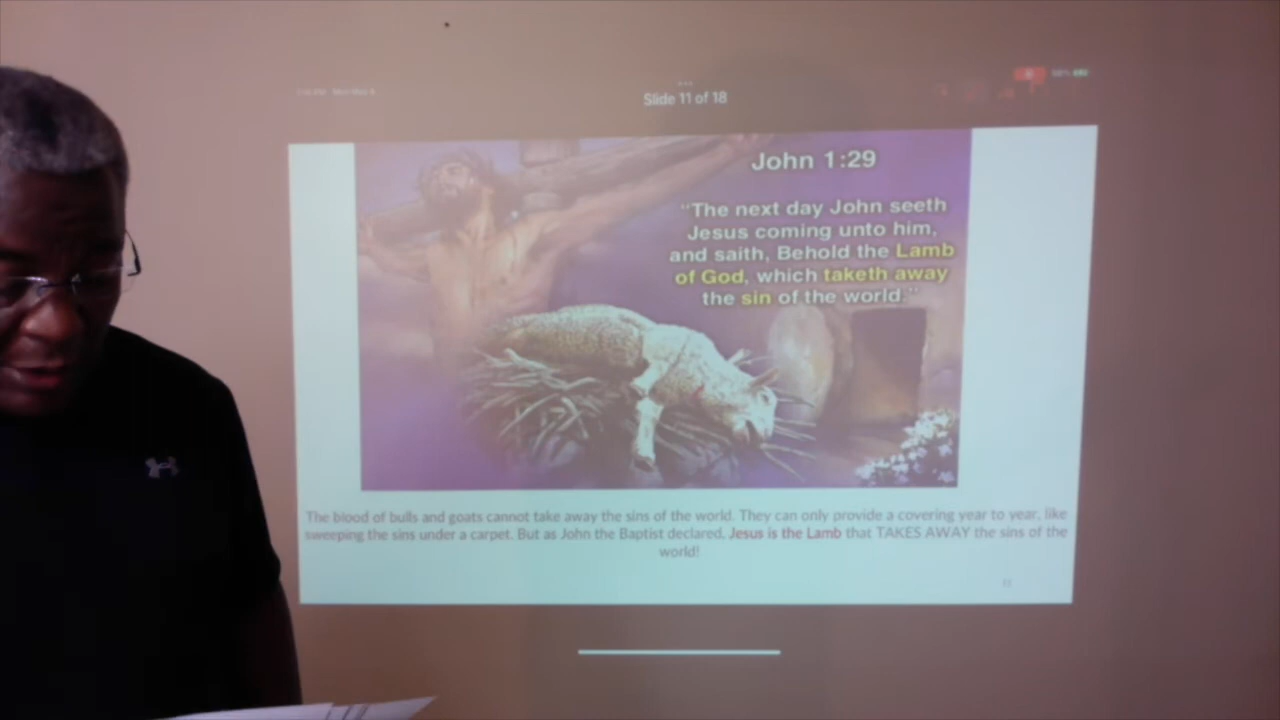 Slide 11 of 18
John 1:29
"The next day John seeth
Jesus coming unto him,
and saith, Behold the Lamb
of God, which taketh away
the sin of the world."
The blood of bulls and goats cannot take away the sins of the world. They can only provide a covering year to year, like
sweeping the sins under a carpet. But as John the Baptist declared, Jesus is the Lamb that TAKES AWAY the sins of the
world!